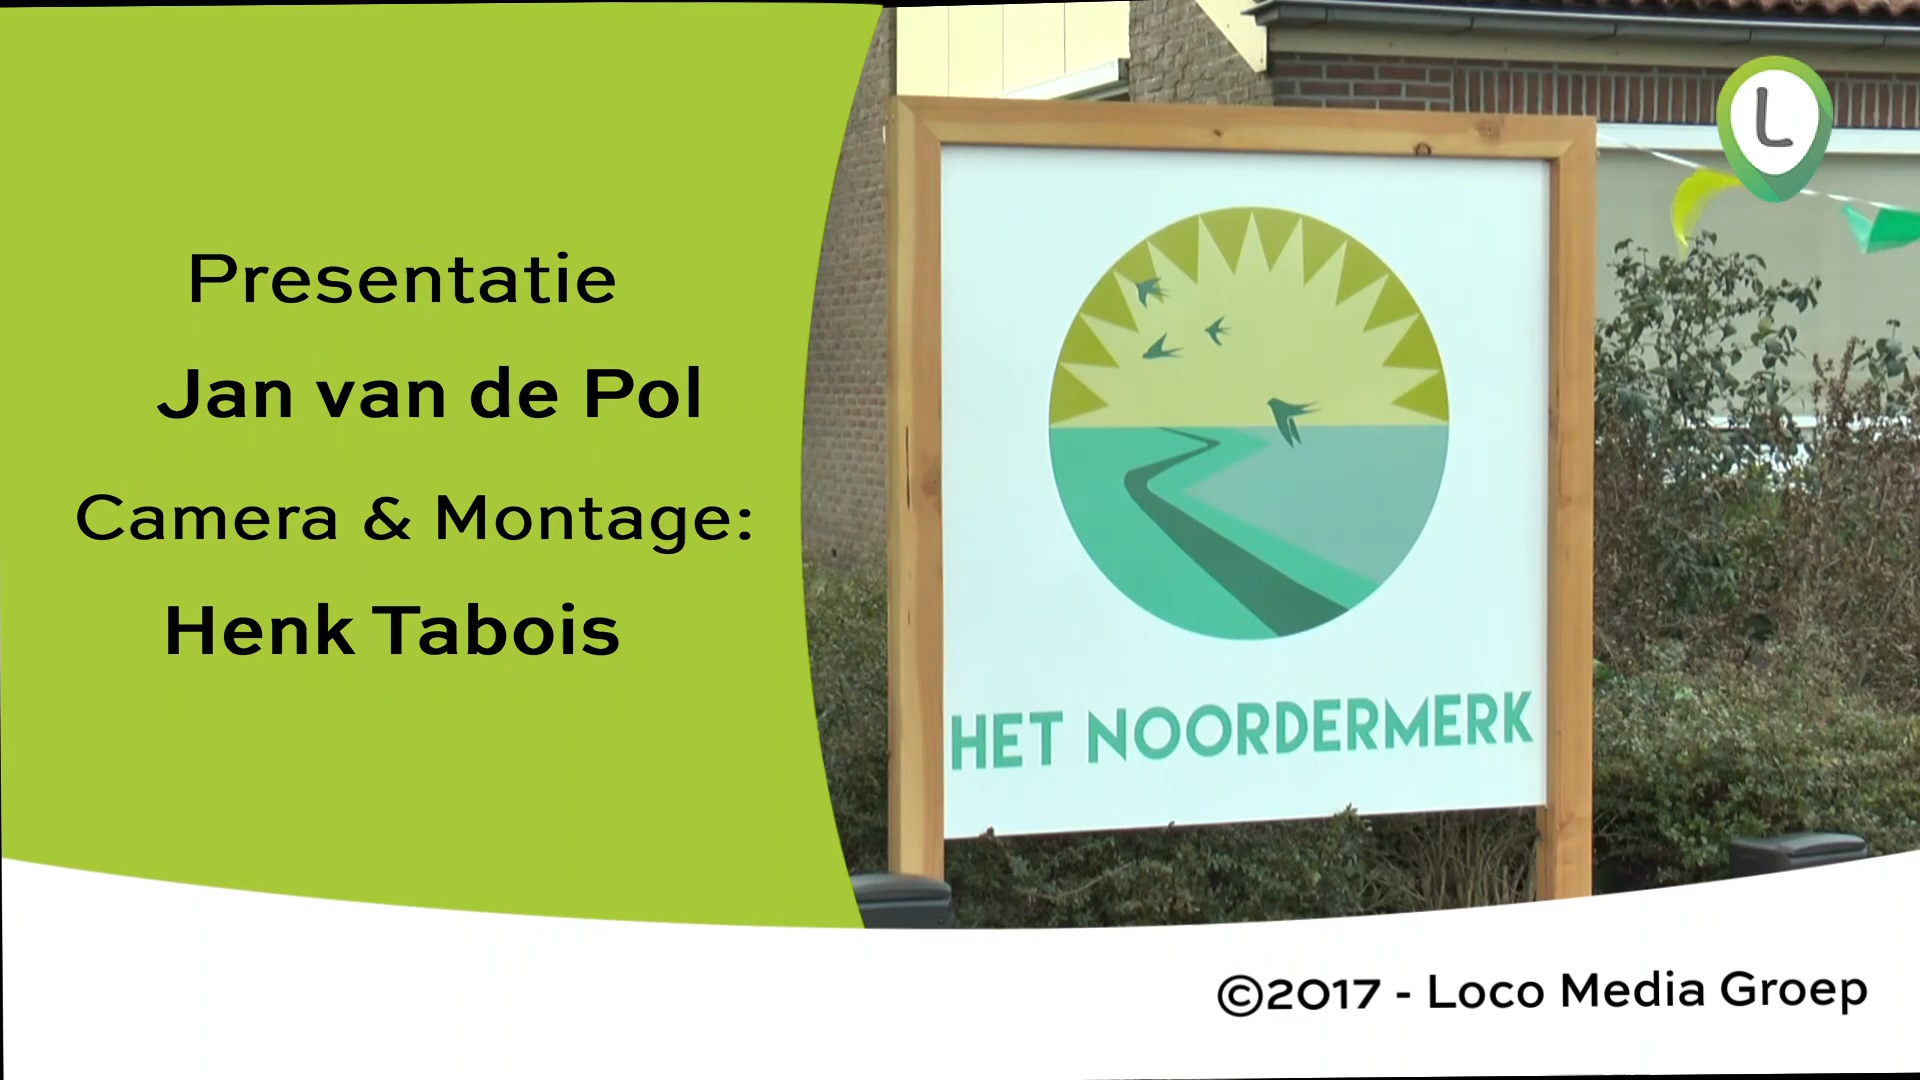 Presentatie
Jan van de Pol
Camera & Montage:
Henk Tabois
L
HET NOORDERMERK
©2017 - Loco Media Groep